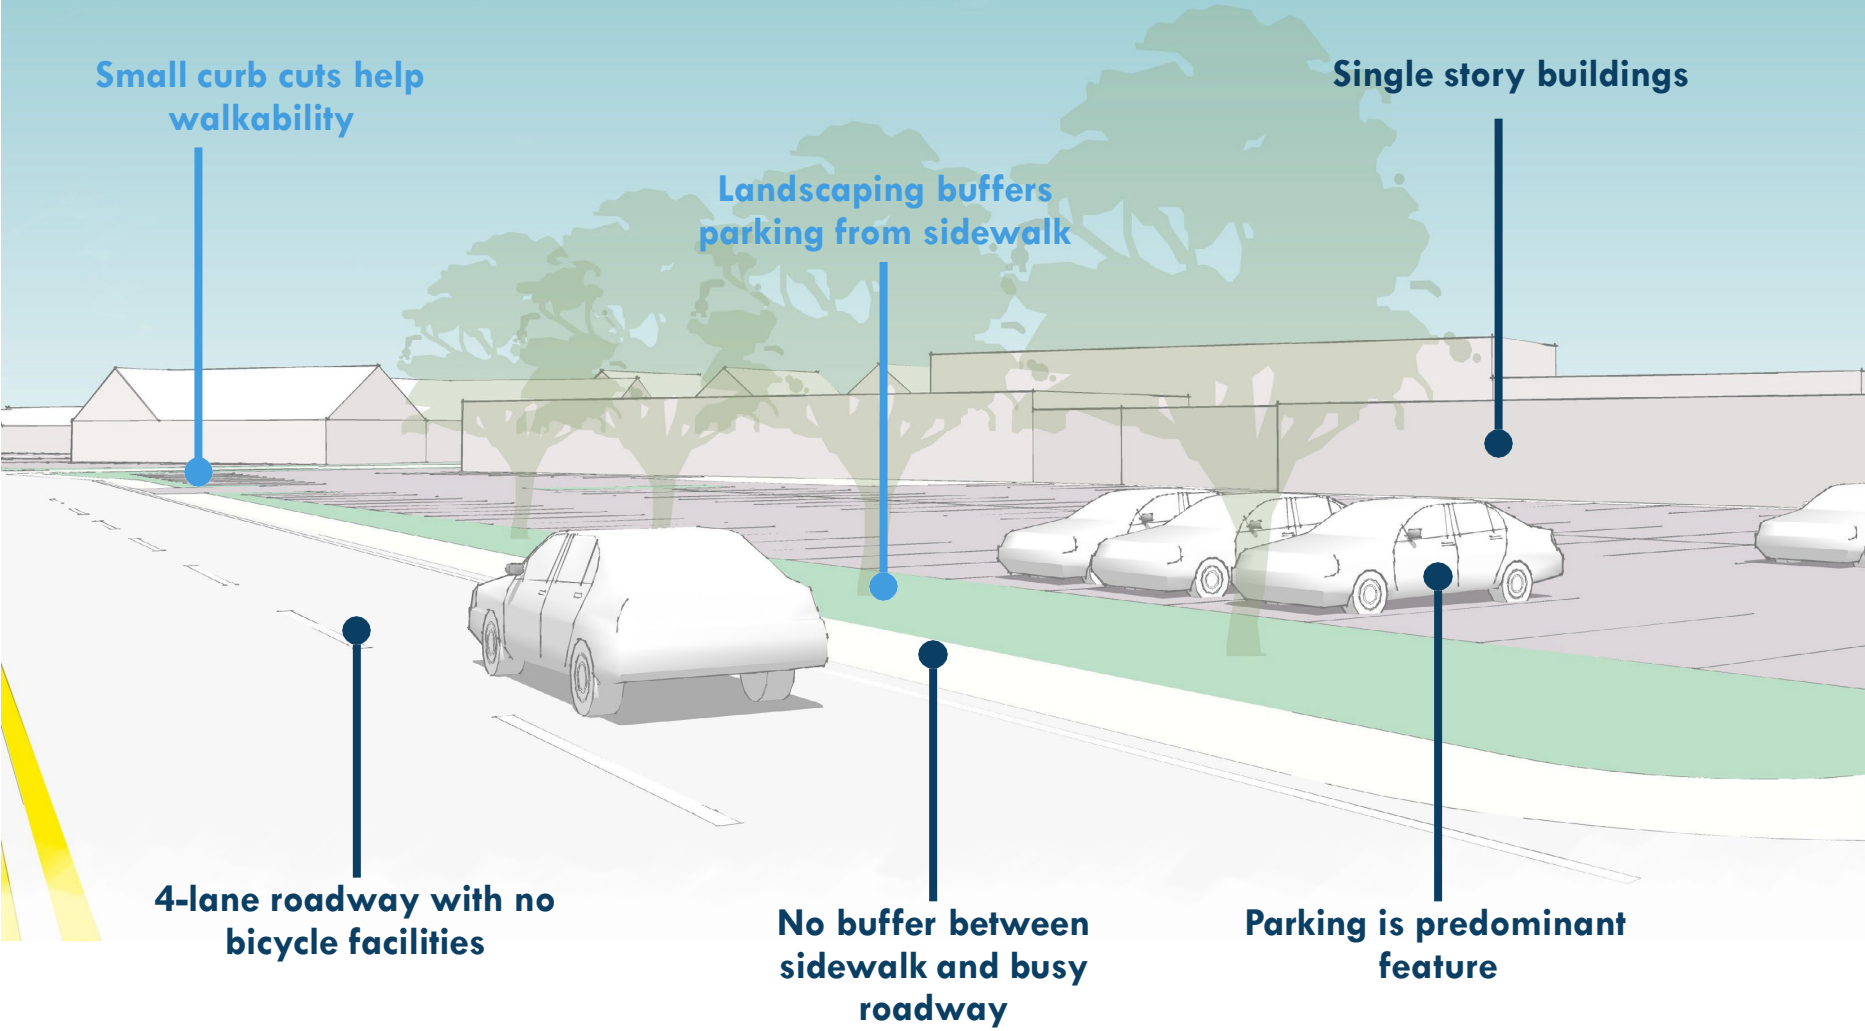 Small curb cuts help
walkability
Single story buildings
Landscaping buffers
parking from sidewalk
4-lane roadway with no
bicycle facilities
No buffer between
sidewalk and busy
roadway
Parking is predominant
feature